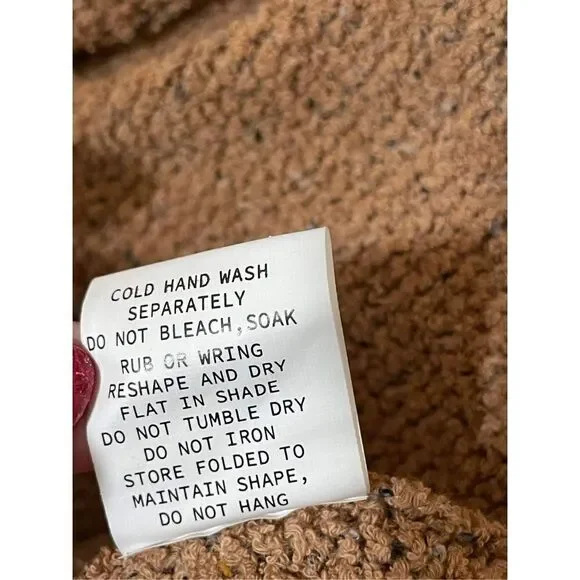 COLD HAND WASH
SEPARATELY
DO NOT BLEACH, SOAK
RUB OR WRING
RESHAPE AND DRY
FLAT IN SHADE
DO NOT TUMBLE DRY
DO NOT IRON
STORE FOLDED TO
MAINTAIN SHAPE,
DO NOT HANG